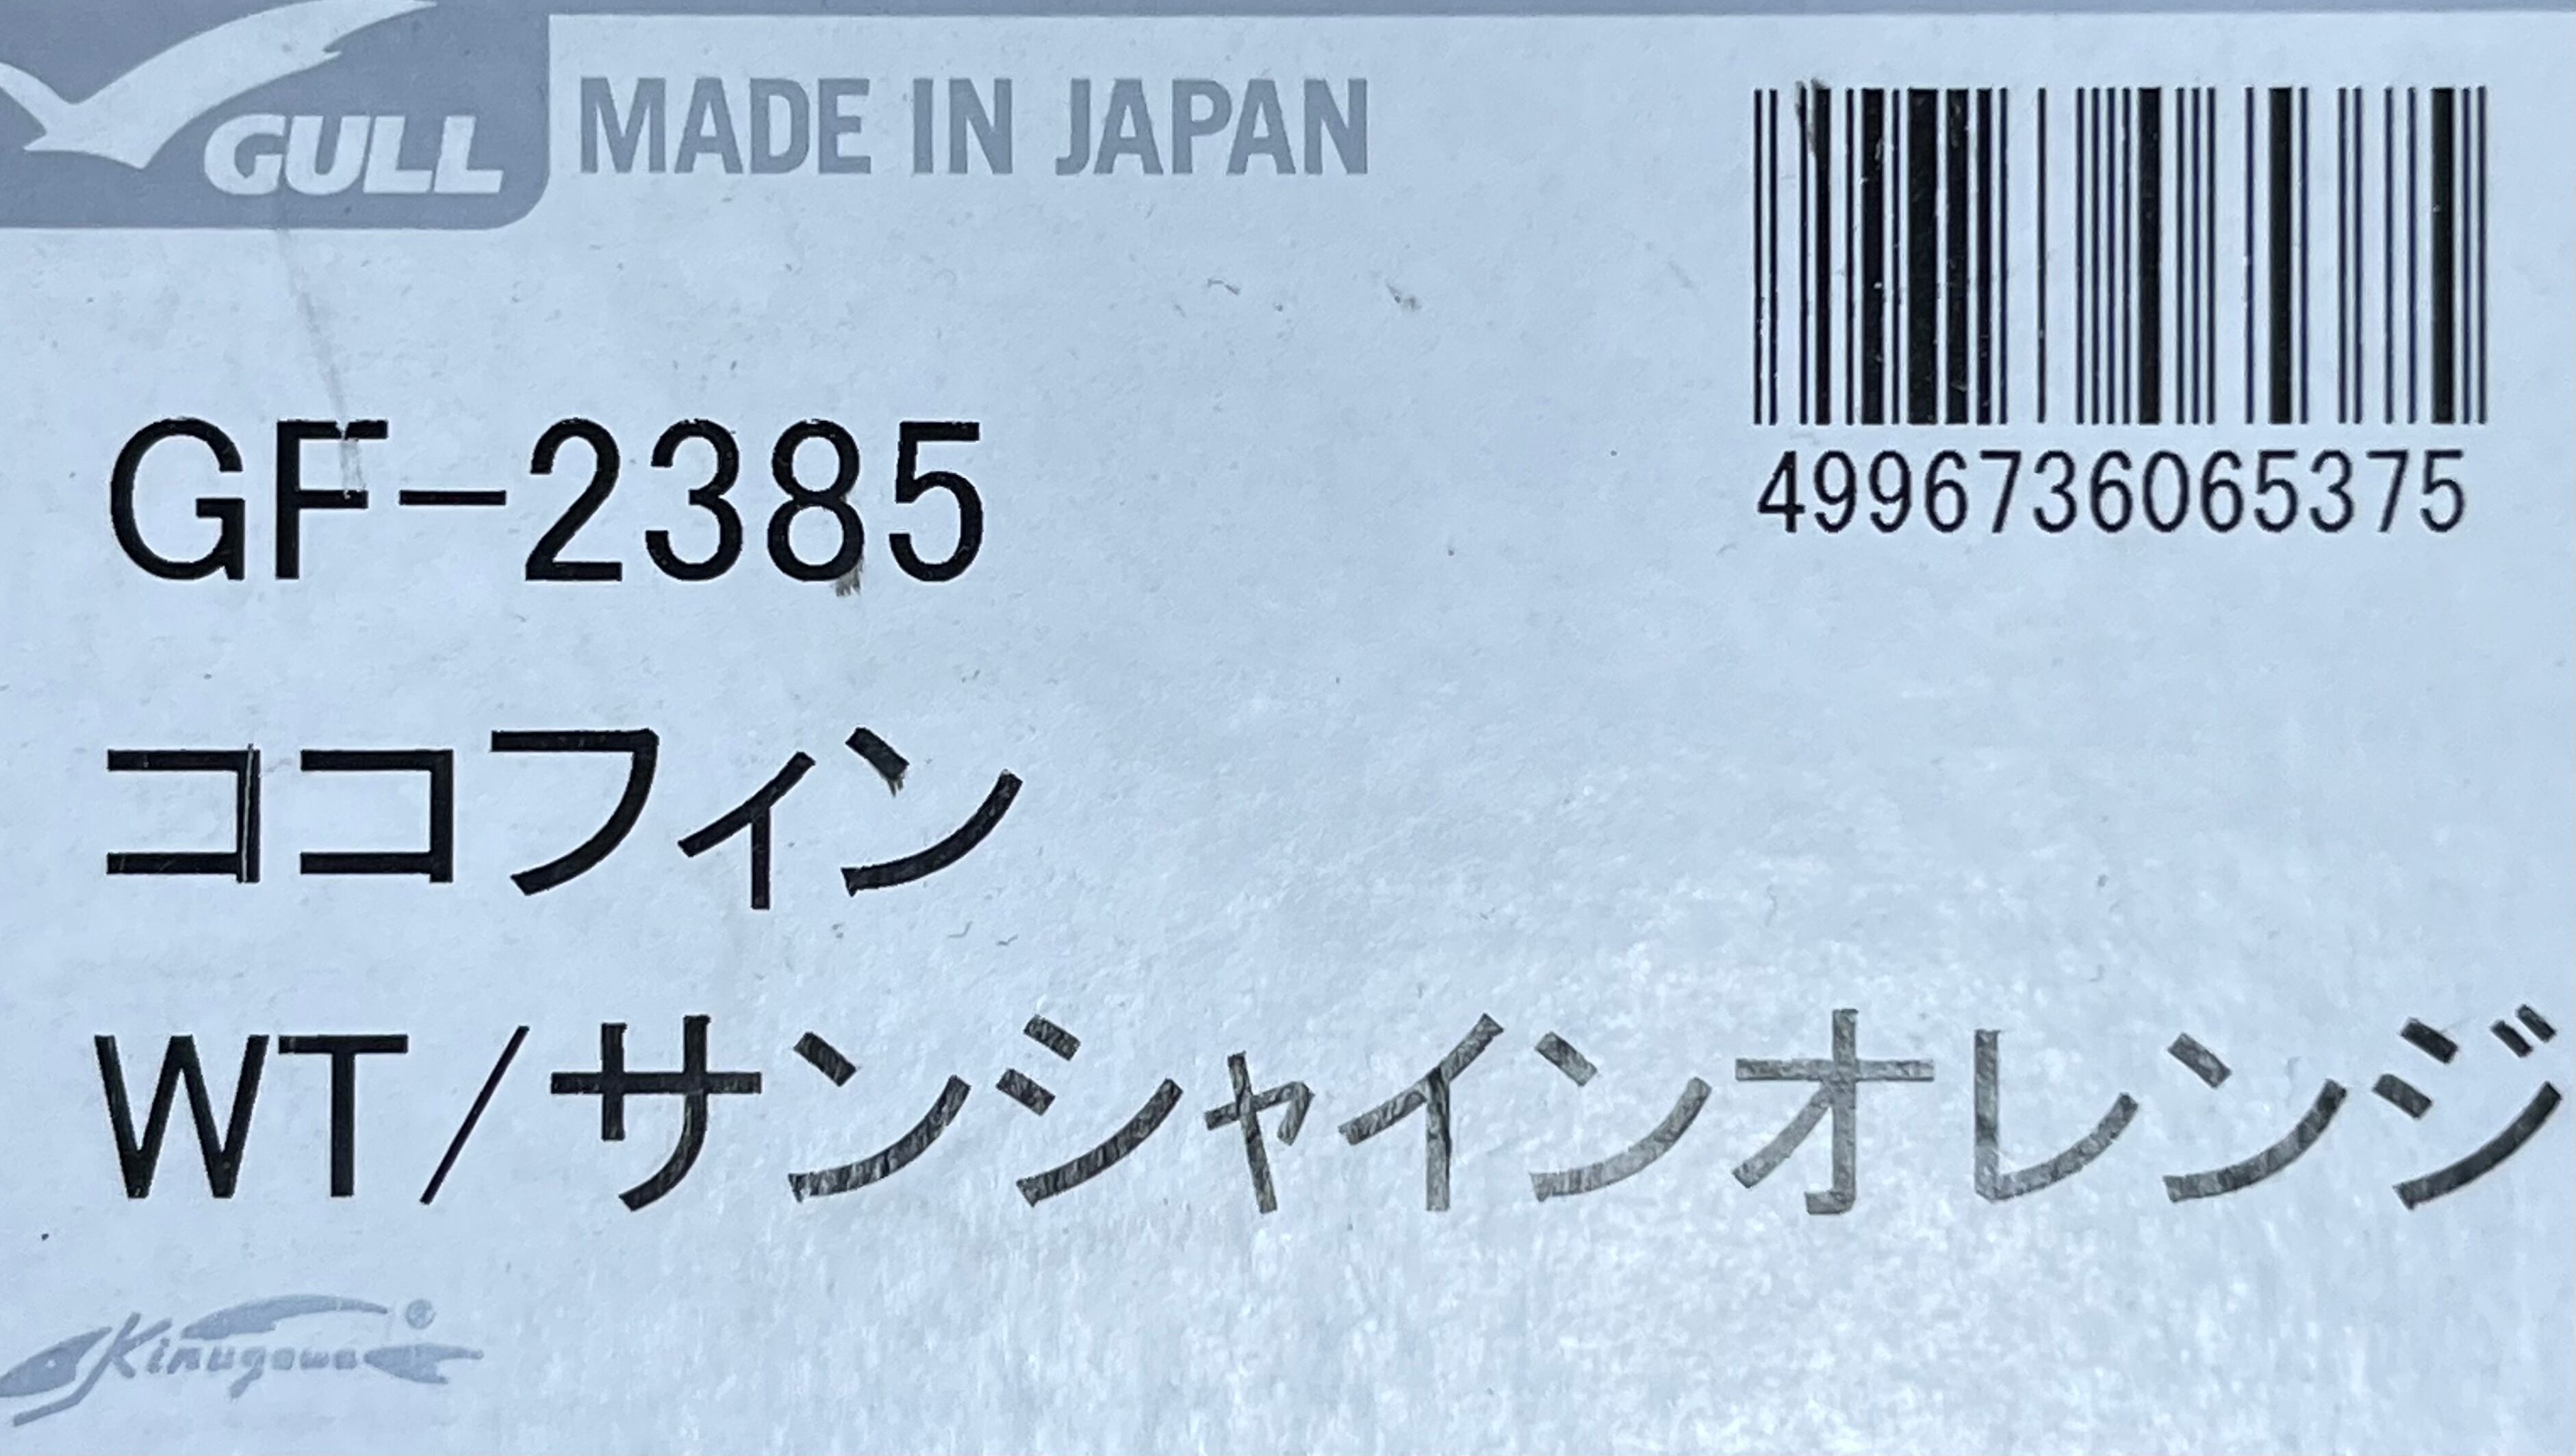 GULL MADE IN JAPAN
4996736065375
GF-2385
ココフィン
WT/サンシャインオレンジ
Kinugawa®